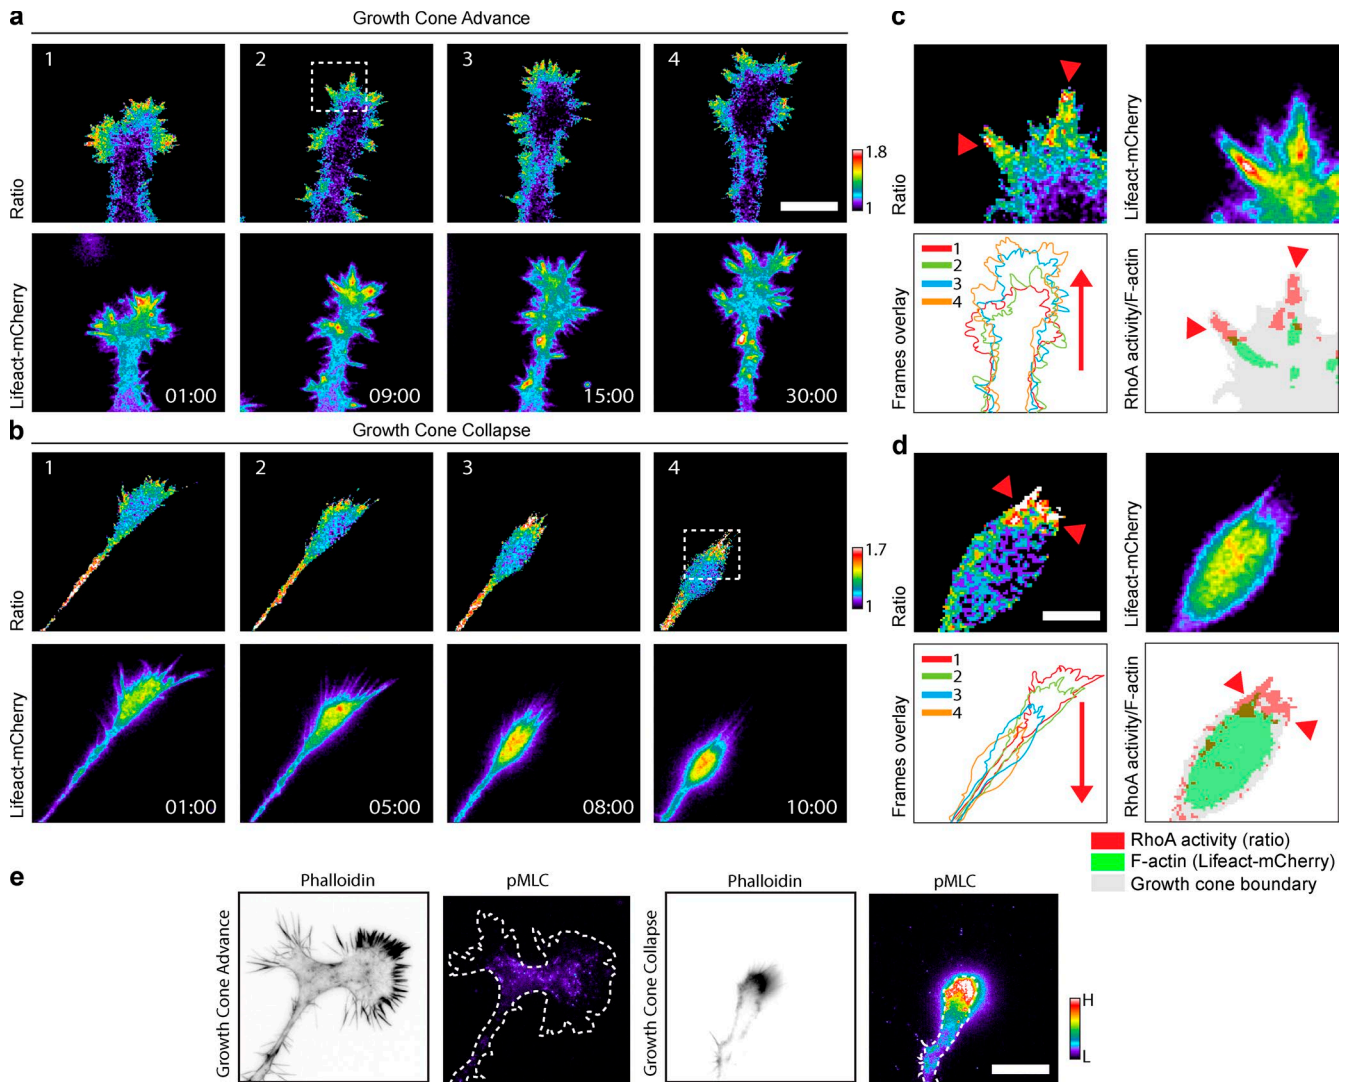 a
Growth Cone Advance
1
2
3
4
Ratio
1.8
1
Lifeact-mCherry
01:00
09:00
15:00
30:00
b
Growth Cone Collapse
1
2
3
4
Ratio
1.7
1
Lifeact-mCherry
01:00
05:00
08:00
10:00
c
Ratio
Lifeact-mCherry
Frames overlay
1
2
3
4
RhoA activity/F-actin
d
Ratio
Lifeact-mCherry
Frames overlay
1
2
3
4
RhoA activity/F-actin
RhoA activity (ratio)
F-actin (Lifeact-mCherry)
Growth cone boundary
e
Phalloidin
pMLC
Phalloidin
pMLC
Growth Cone Advance
Growth Cone Collapse
H
L